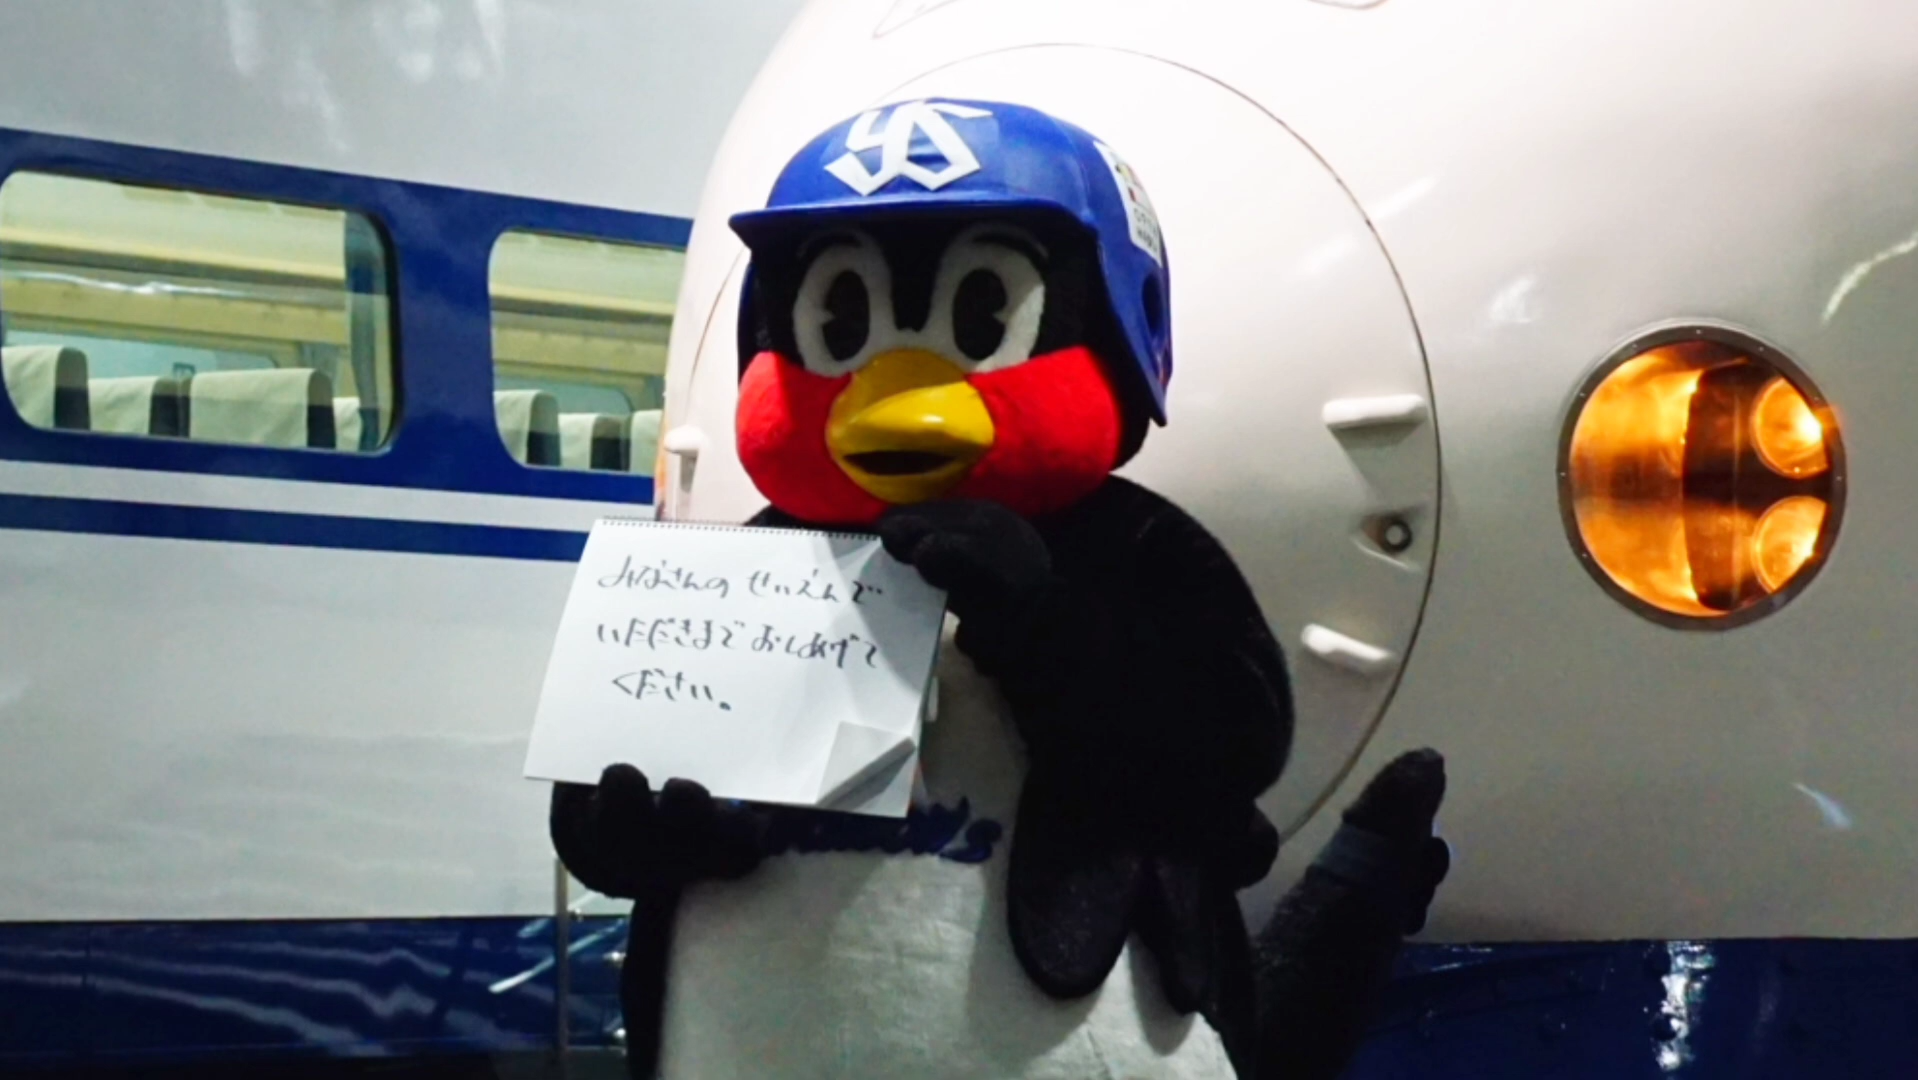 みなさんの せいえんで
いただきまで おしあげて
ください。